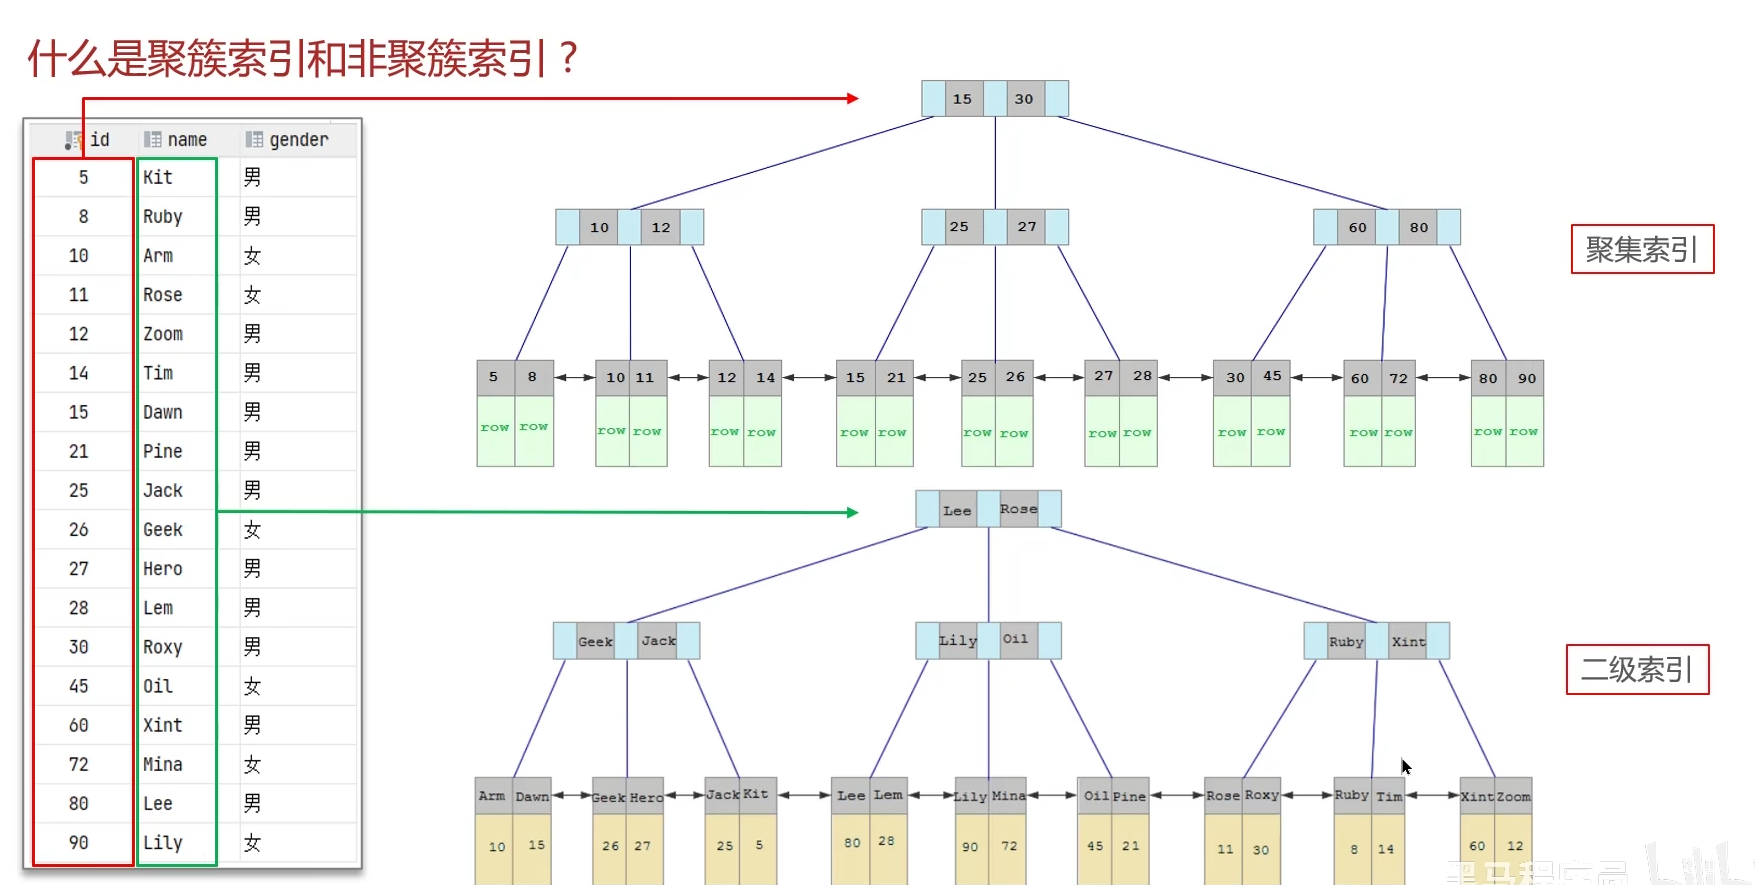 什么是聚簇索引和非聚簇索引？
id name gender
5 Kit 男
8 Ruby 男
10 Arm 女
11 Rose 女
12 Zoom 男
14 Tim 男
15 Dawn 男
21 Pine 男
25 Jack 男
26 Geek 女
27 Hero 男
28 Lem 男
30 Roxy 男
45 Oil 女
60 Xint 男
72 Mina 女
80 Lee 男
90 Lily 女
15 30
10 12 25 27 60 80
聚集索引
5 8 10 11 12 14 15 21 25 26 27 28 30 45 60 72 80 90
row row row row row row row row row row row row row row row row row row
Lee Rose
Geek Jack Lily Oil Ruby Xint
二级索引
Arm Dawn Geek Hero Jack Kit Lee Lem Lily Mina Oil Pine Rose Roxy Ruby Tim Xint Zoom
10 15 26 27 25 5 80 28 90 72 45 21 11 30 8 14 60 12
黑马程序员